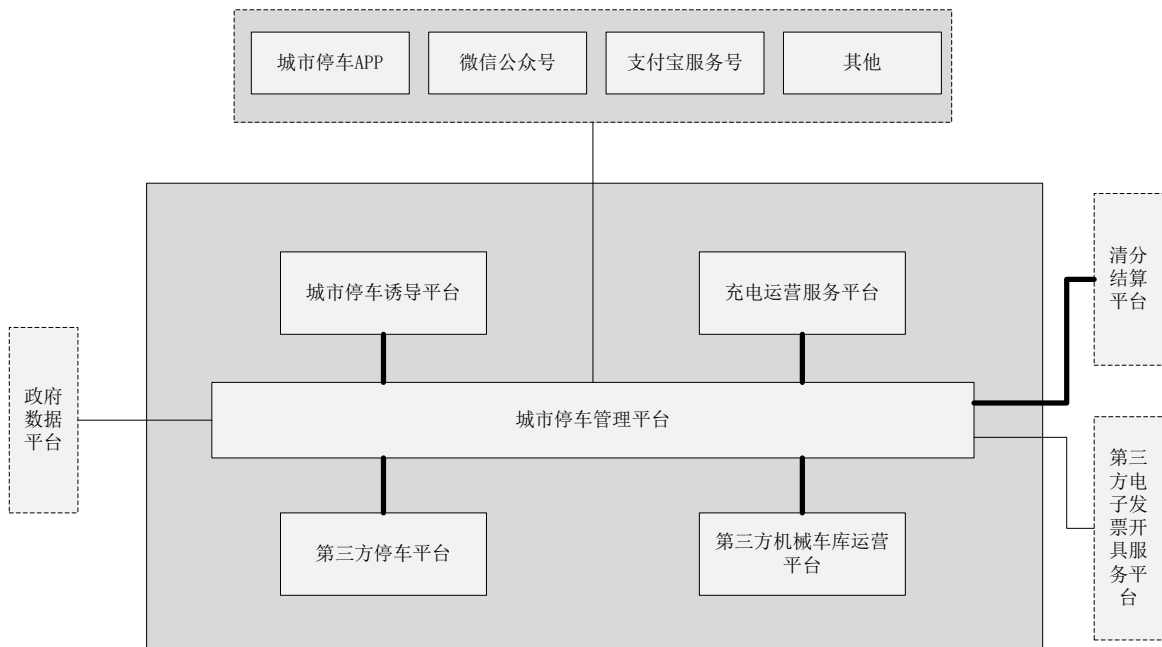 城市停车APP
微信公众号
支付宝服务号
其他
城市停车诱导平台
充电运营服务平台
清分
结算
平台
政府
数据
平台
城市停车管理平台
第三方停车平台
第三方机械车库运营
平台
第三
方电
子发
票开
具服
务平
台